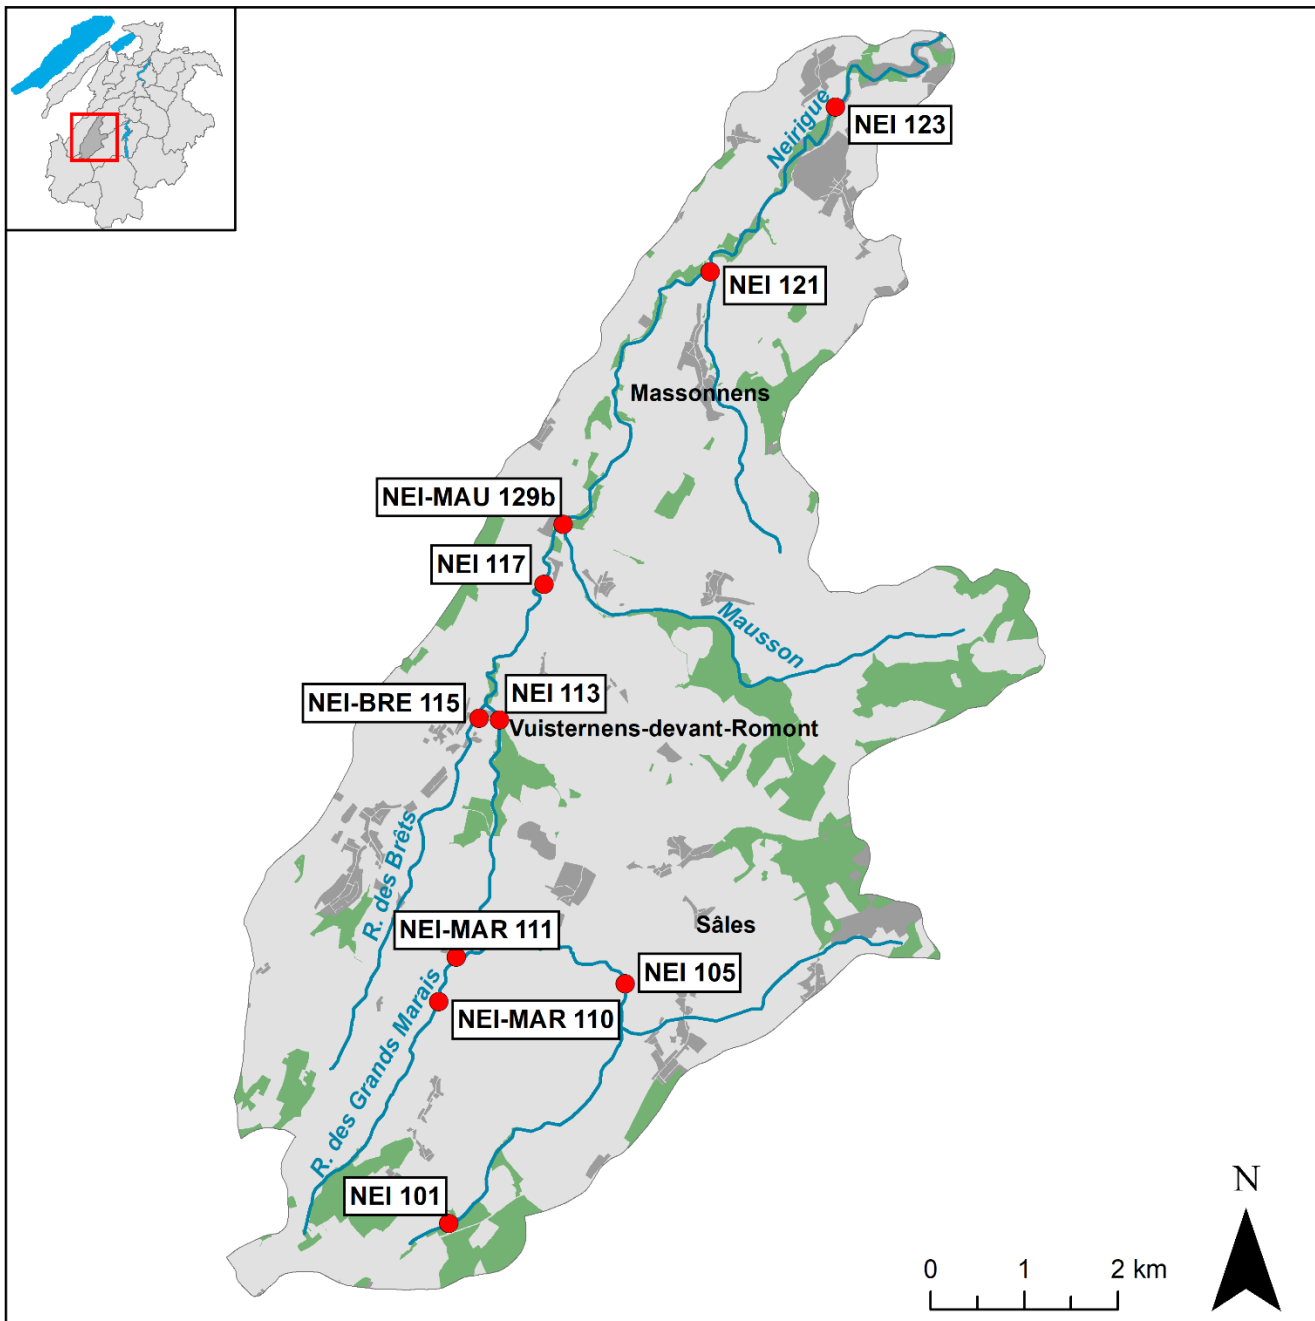 Neirigue
NEI 123
NEI 121
Massonnens
NEI-MAU 129b
NEI 117
Mausson
NEI-BRE 115
NEI 113
Vuisternens-devant-Romont
R. des Brêts
NEI-MAR 111
Sâles
NEI 105
NEI-MAR 110
R. des Grands Marais
NEI 101
N
0 1 2 km